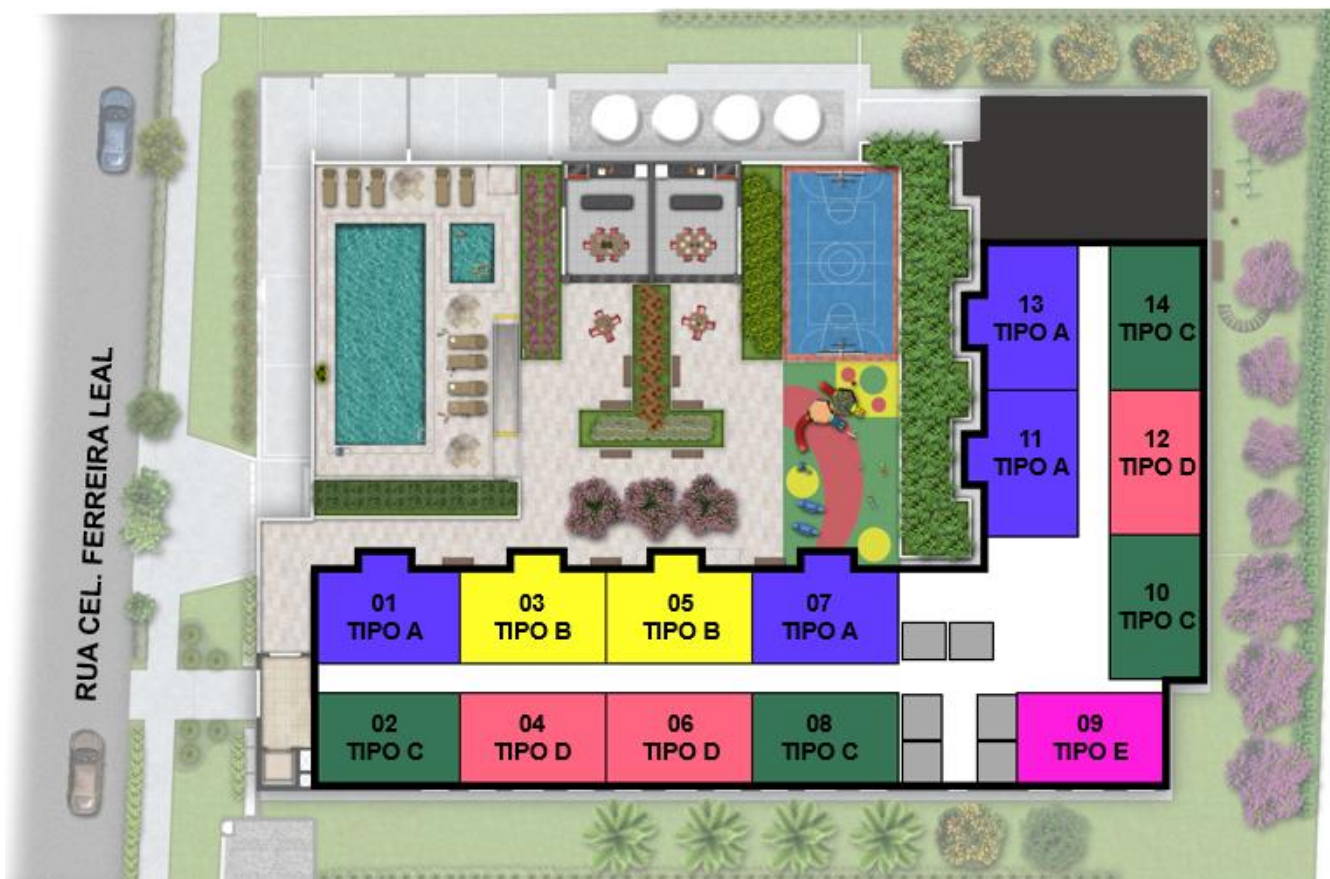 RUA CEL. FERREIRA LEAL
13
TIPO A
14
TIPO C
11
TIPO A
12
TIPO D
10
TIPO C
01
TIPO A
03
TIPO B
05
TIPO B
07
TIPO A
02
TIPO C
04
TIPO D
06
TIPO D
08
TIPO C
09
TIPO E